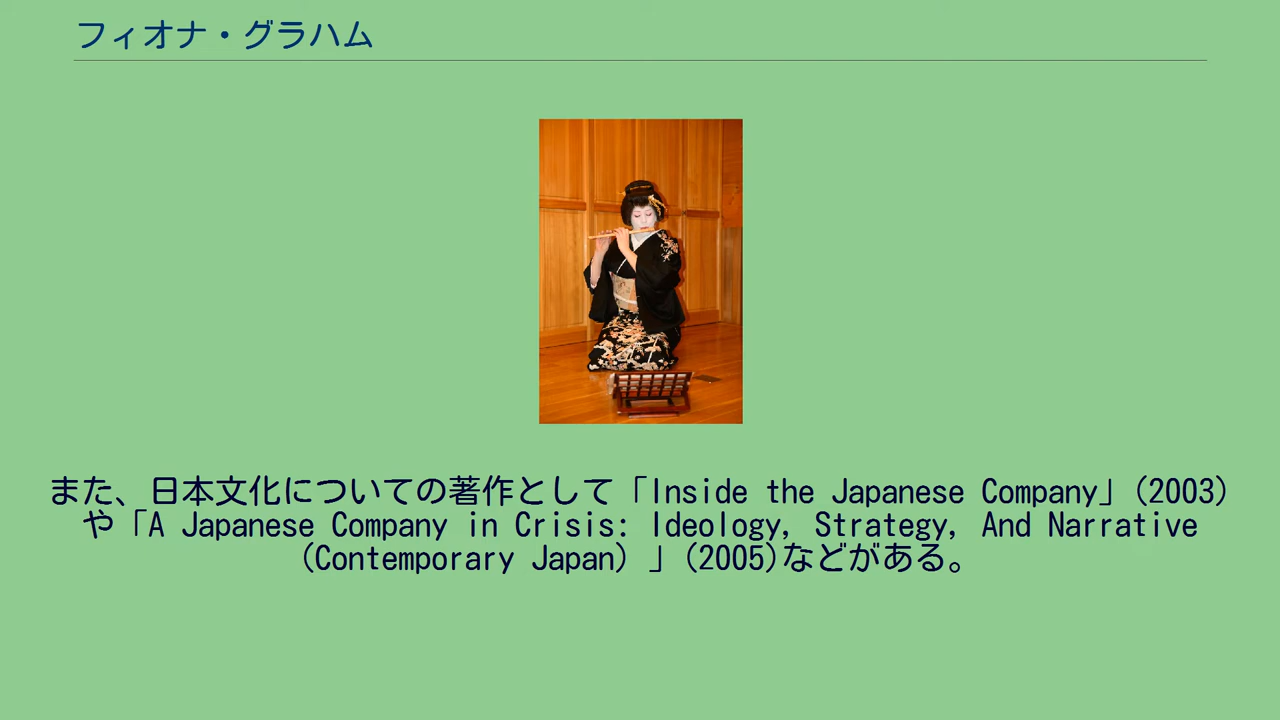 フィオナ・グラハム
また、日本文化についての著作として「Inside the Japanese Company」(2003)
や「A Japanese Company in Crisis: Ideology, Strategy, And Narrative
(Contemporary Japan) 」(2005)などがある。